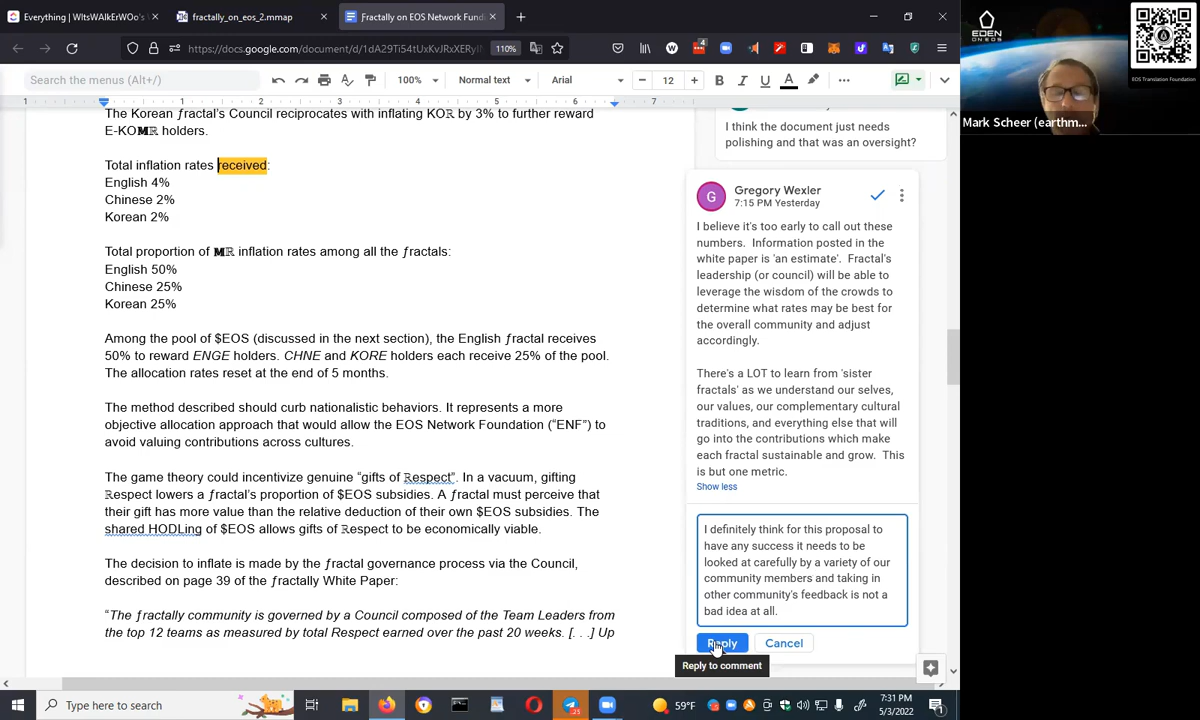 Everything | WItsWAlkErWOo's
fractally_on_eos_2.mmap
Fractally on EOS Network Fundi
https://docs.google.com/document/d/1dA29Ti54tUxKvJRxXERyI
110%
Search the menus (Alt+/)
100%
Normal text
Arial
12
The Korean ƒractal's Council reciprocates with inflating KOR by 3% to further reward
E-KO𝐌ℝ holders.
Total inflation rates received:
English 4%
Chinese 2%
Korean 2%
Total proportion of 𝐌ℝ inflation rates among all the ƒractals:
English 50%
Chinese 25%
Korean 25%
Among the pool of $EOS (discussed in the next section), the English ƒractal receives
50% to reward ENGE holders. CHNE and KORE holders each receive 25% of the pool.
The allocation rates reset at the end of 5 months.
The method described should curb nationalistic behaviors. It represents a more
objective allocation approach that would allow the EOS Network Foundation ("ENF") to
avoid valuing contributions across cultures.
The game theory could incentivize genuine "gifts of ℝespect". In a vacuum, gifting
ℝespect lowers a ƒractal's proportion of $EOS subsidies. A ƒractal must perceive that
their gift has more value than the relative deduction of their own $EOS subsidies. The
shared HODLing of $EOS allows gifts of ℝespect to be economically viable.
The decision to inflate is made by the ƒractal governance process via the Council,
described on page 39 of the ƒractally White Paper:
"The ƒractally community is governed by a Council composed of the Team Leaders from
the top 12 teams as measured by total Respect earned over the past 20 weeks. [. . .] Up
I think the document just needs
polishing and that was an oversight?
G
Gregory Wexler
7:15 PM Yesterday
I believe it's too early to call out these
numbers. Information posted in the
white paper is 'an estimate'. Fractal's
leadership (or council) will be able to
leverage the wisdom of the crowds to
determine what rates may be best for
the overall community and adjust
accordingly.
There's a LOT to learn from 'sister
fractals' as we understand our selves,
our values, our complementary cultural
traditions, and everything else that will
go into the contributions which make
each fractal sustainable and grow. This
is but one metric.
Show less
I definitely think for this proposal to
have any success it needs to be
looked at carefully by a variety of our
community members and taking in
other community's feedback is not a
bad idea at all.
Reply
Cancel
Reply to comment
EDEN
ON EOS
EOS Translation Foundation
Mark Scheer (earthm...
Type here to search
59°F
7:31 PM
5/3/2022